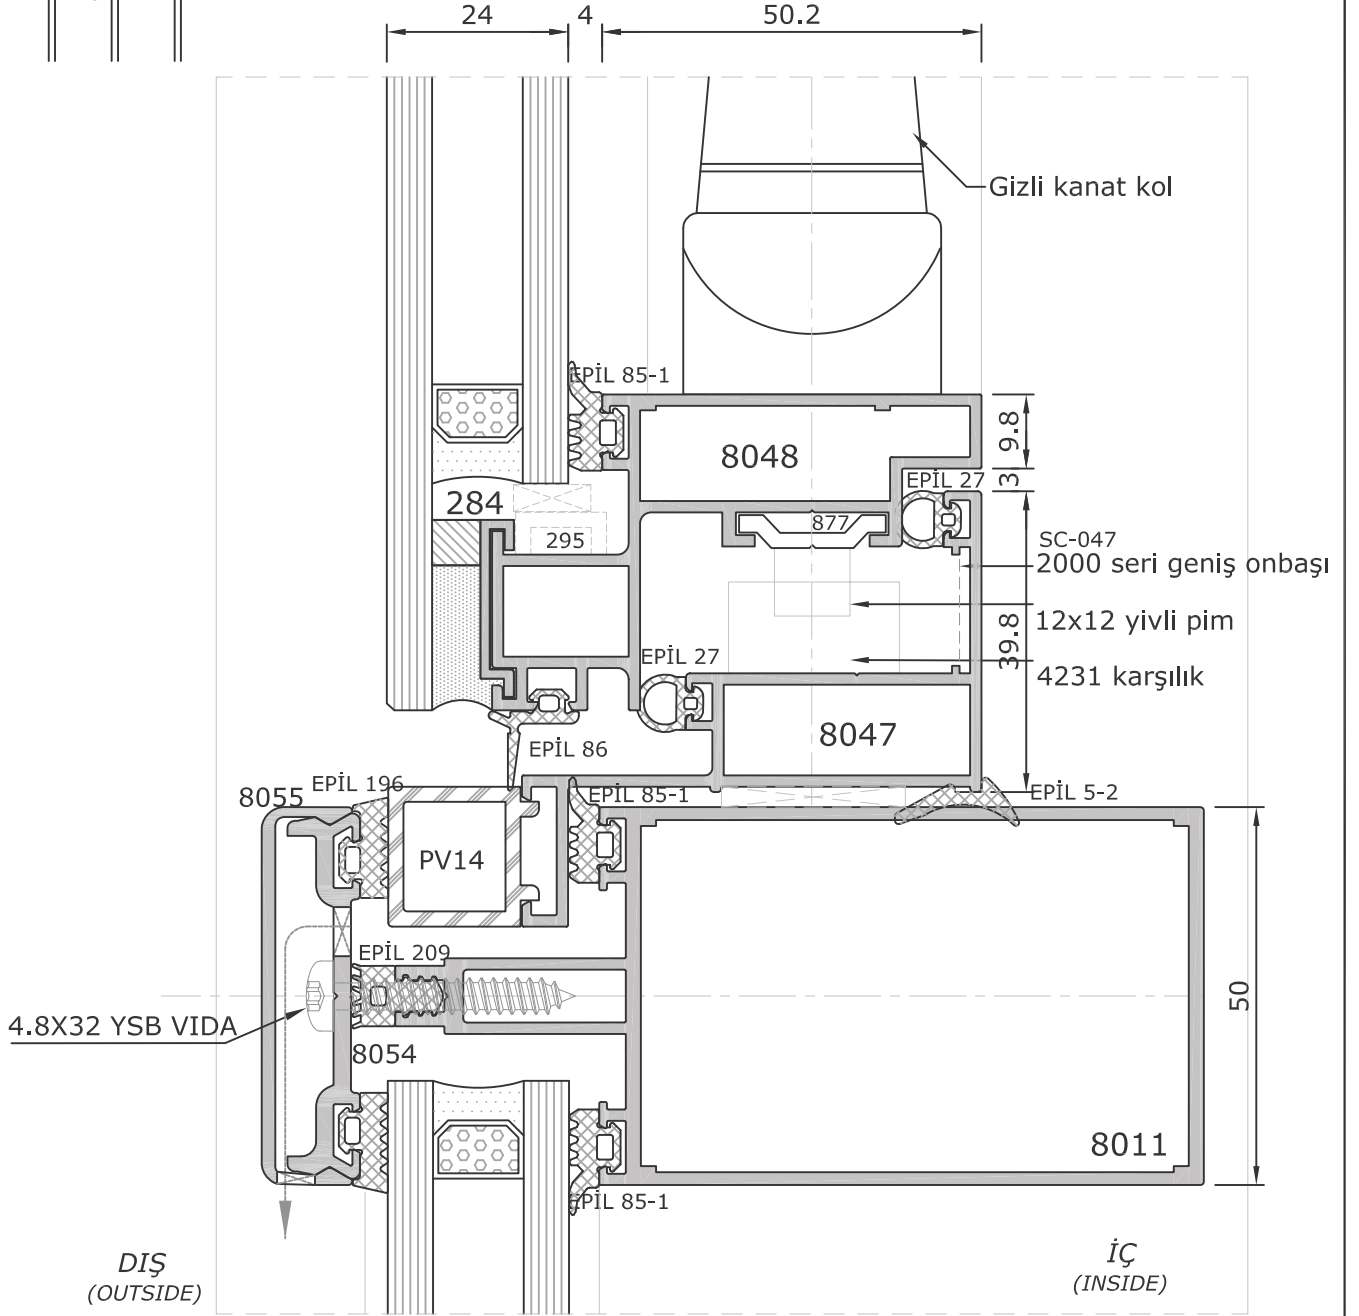 24
4
50.2
Gizli kanat kol
EPİL 85-1
9.8
8048
EPİL 27
3
284
877
295
SC-047
2000 seri geniş onbaşı
12x12 yivli pim
39.8
EPİL 27
4231 karşılık
8047
EPİL 86
EPİL 196
8055
EPİL 85-1
EPİL 5-2
PV14
EPİL 209
50
4.8X32 YSB VIDA
8054
8011
EPİL 85-1
DIŞ
(OUTSIDE)
İÇ
(INSIDE)